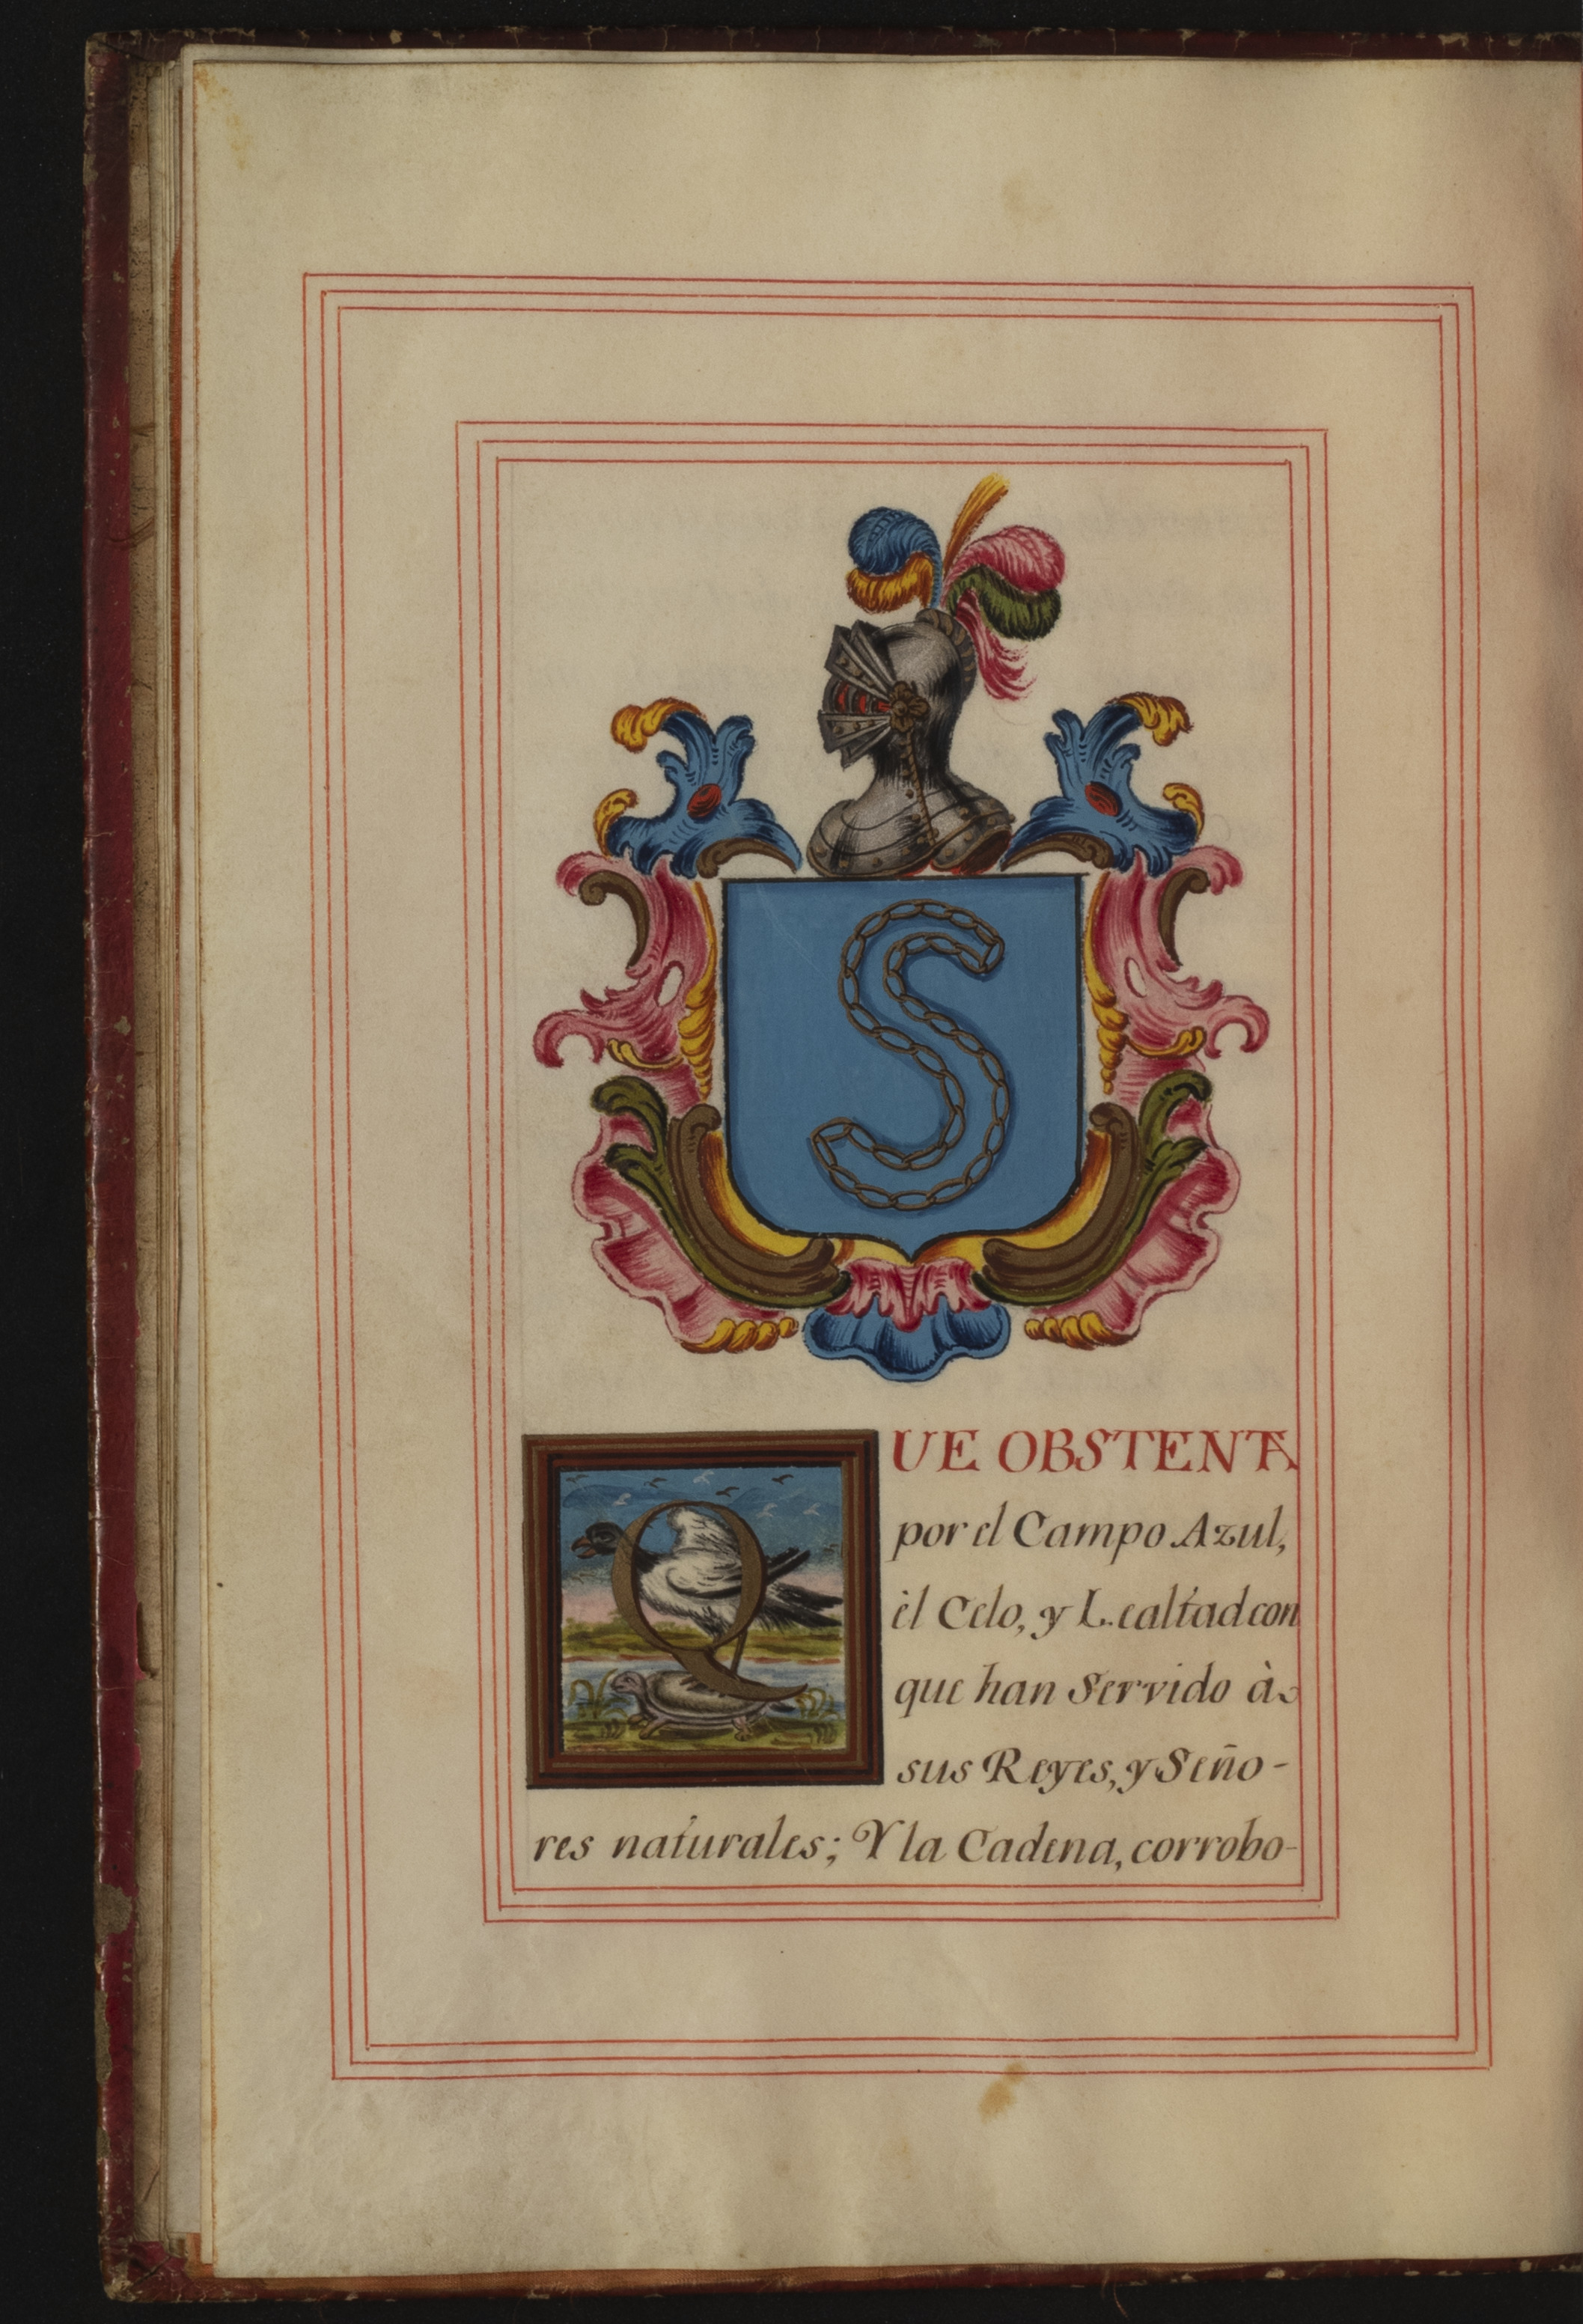 QUE OBSTENTA
por el Campo Azul,
èl Celo, y Lealtad con
que han Servido à
sus Reyes, y Seño-
res naturales; Y la Cadena, corrobo-